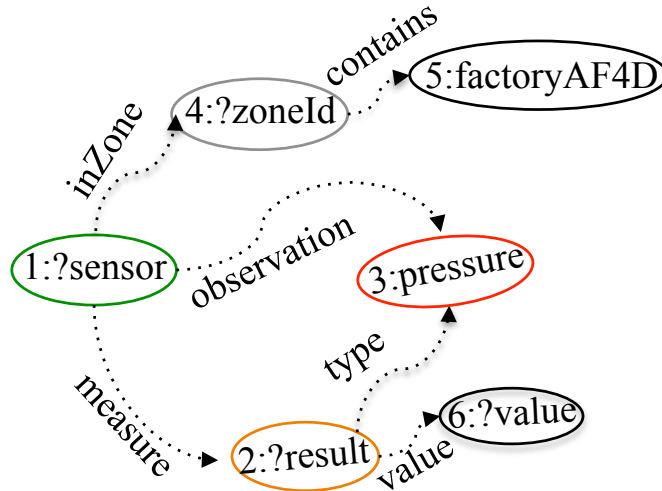 contains
5:factoryAF4D
4:?zoneId
inZone
observation
1:?sensor
3:pressure
type
measure
6:?value
2:?result
value